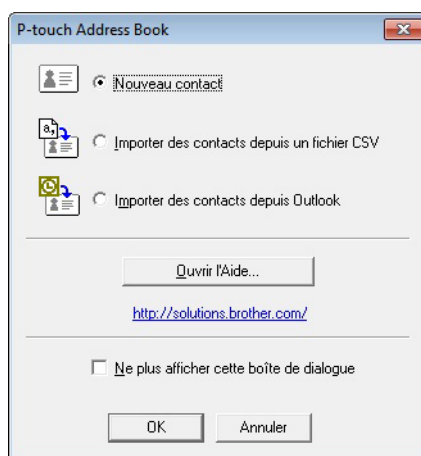 P-touch Address Book
Nouveau contact
a,
Importer des contacts depuis un fichier CSV
Importer des contacts depuis Outlook
Ouvrir l'Aide...
http://solutions.brother.com/
Ne plus afficher cette boîte de dialogue
OK
Annuler